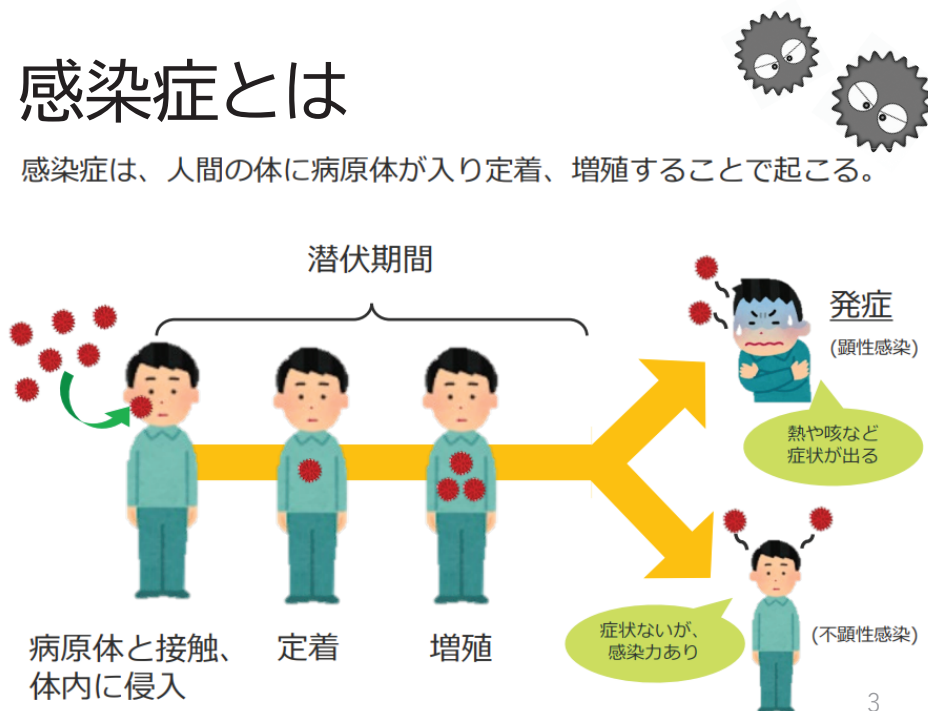 感染症とは
感染症は、人間の体に病原体が入り定着、増殖することで起こる。
潜伏期間
発症
(顕性感染)
熱や咳など
症状が出る
病原体と接触、
体内に侵入
定着
増殖
症状ないが、
感染力あり
(不顕性感染)
3